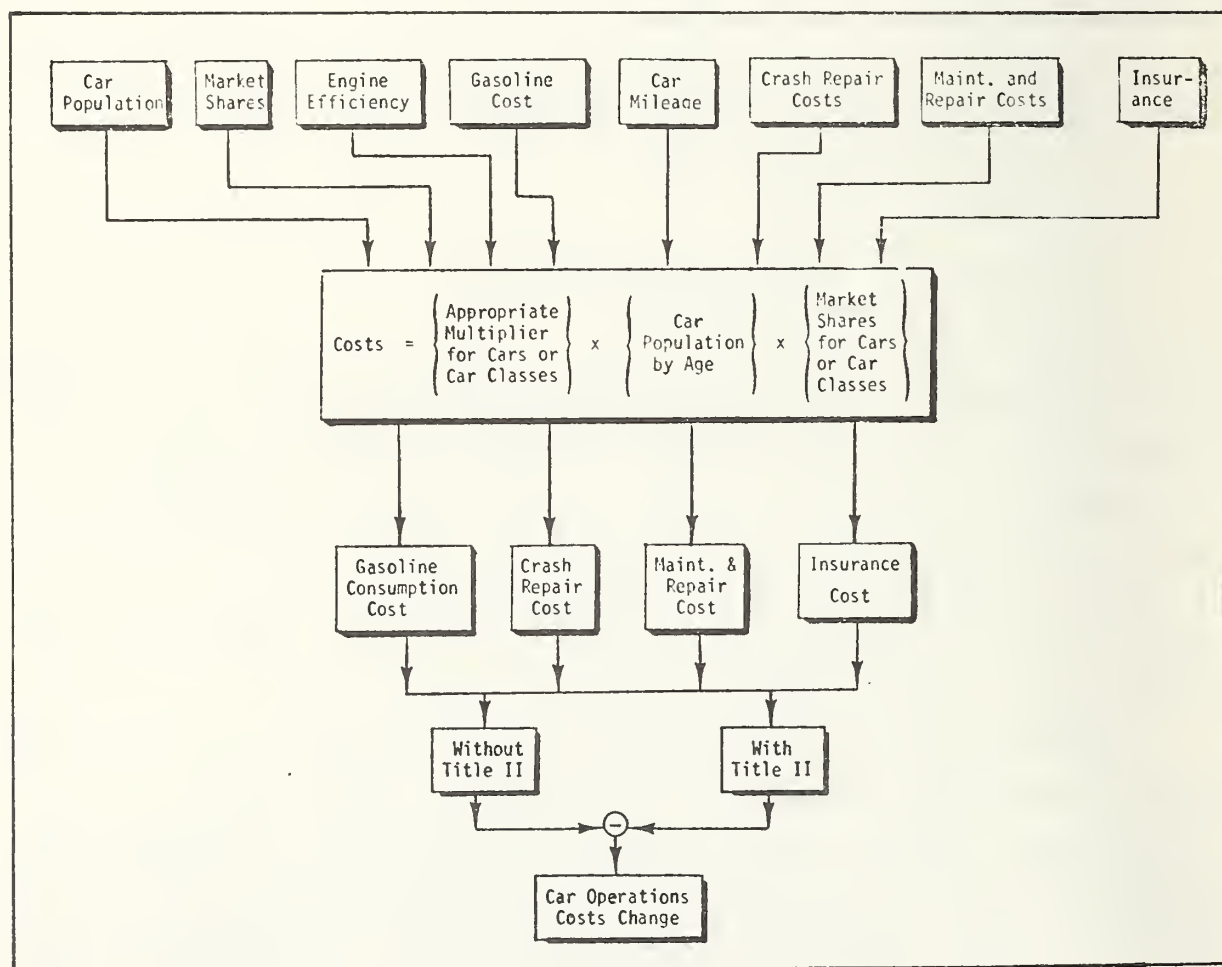 Car
Population
Market
Shares
Engine
Efficiency
Gasoline
Cost
Car
Mileage
Crash Repair
Costs
Maint. and
Repair Costs
Insur-
ance
Costs =
Appropriate
Multiplier
for Cars or
Car Classes
x
Car
Population
by Age
x
Market
Shares
for Cars
or Car
Classes
Gasoline
Consumption
Cost
Crash
Repair
Cost
Maint. &
Repair
Cost
Insurance
Cost
Without
Title II
With
Title II
-
Car Operations
Costs Change